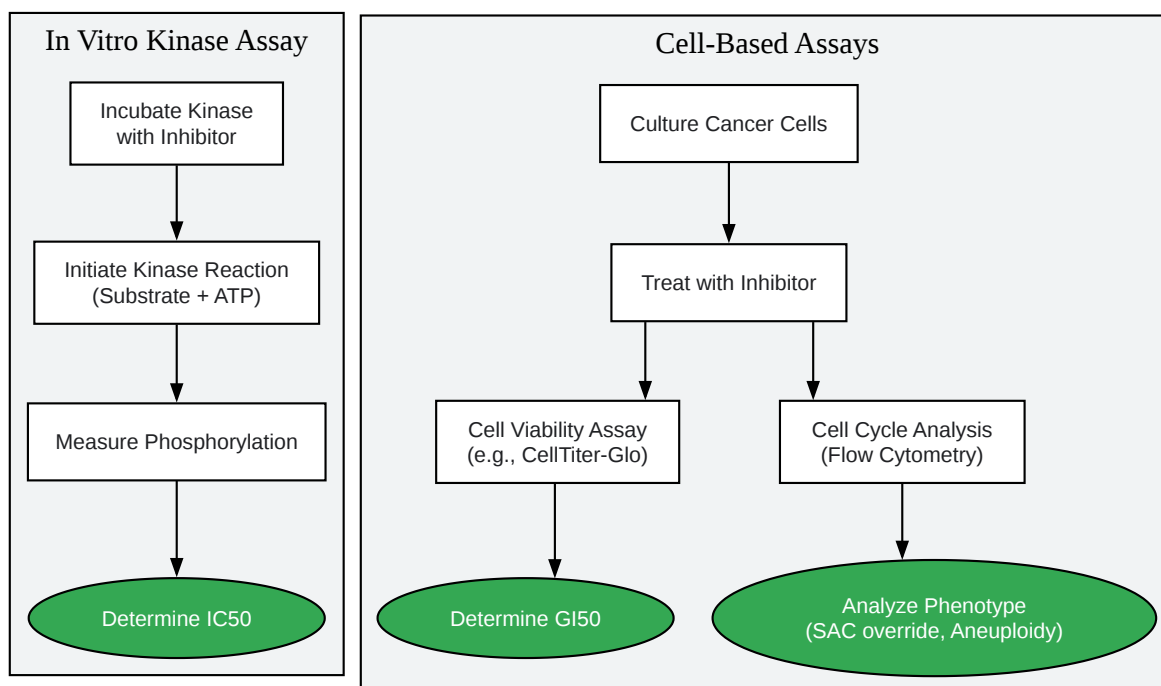 In Vitro Kinase Assay
Incubate Kinase
with Inhibitor
Initiate Kinase Reaction
(Substrate + ATP)
Measure Phosphorylation
Determine IC50
Cell-Based Assays
Culture Cancer Cells
Treat with Inhibitor
Cell Viability Assay
(e.g., CellTiter-Glo)
Determine GI50
Cell Cycle Analysis
(Flow Cytometry)
Analyze Phenotype
(SAC override, Aneuploidy)